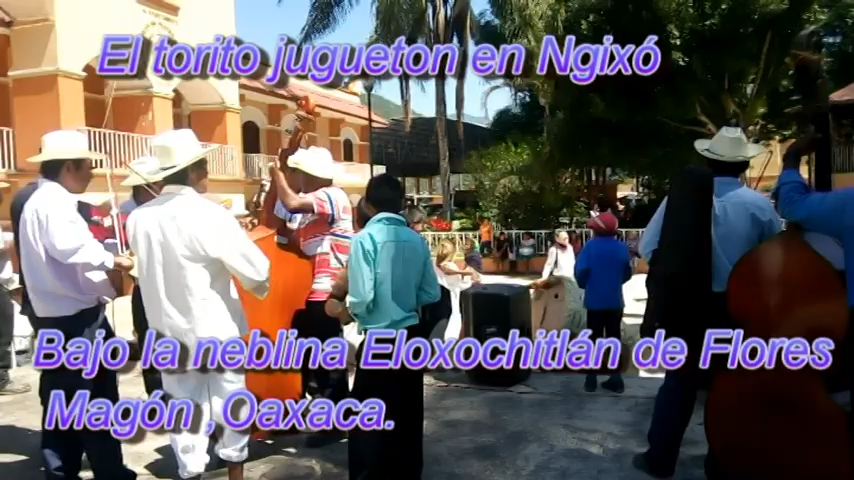 El torito jugueton en Ngixó
Bajo la neblina Eloxochitlán de Flores
Magón , Oaxaca.